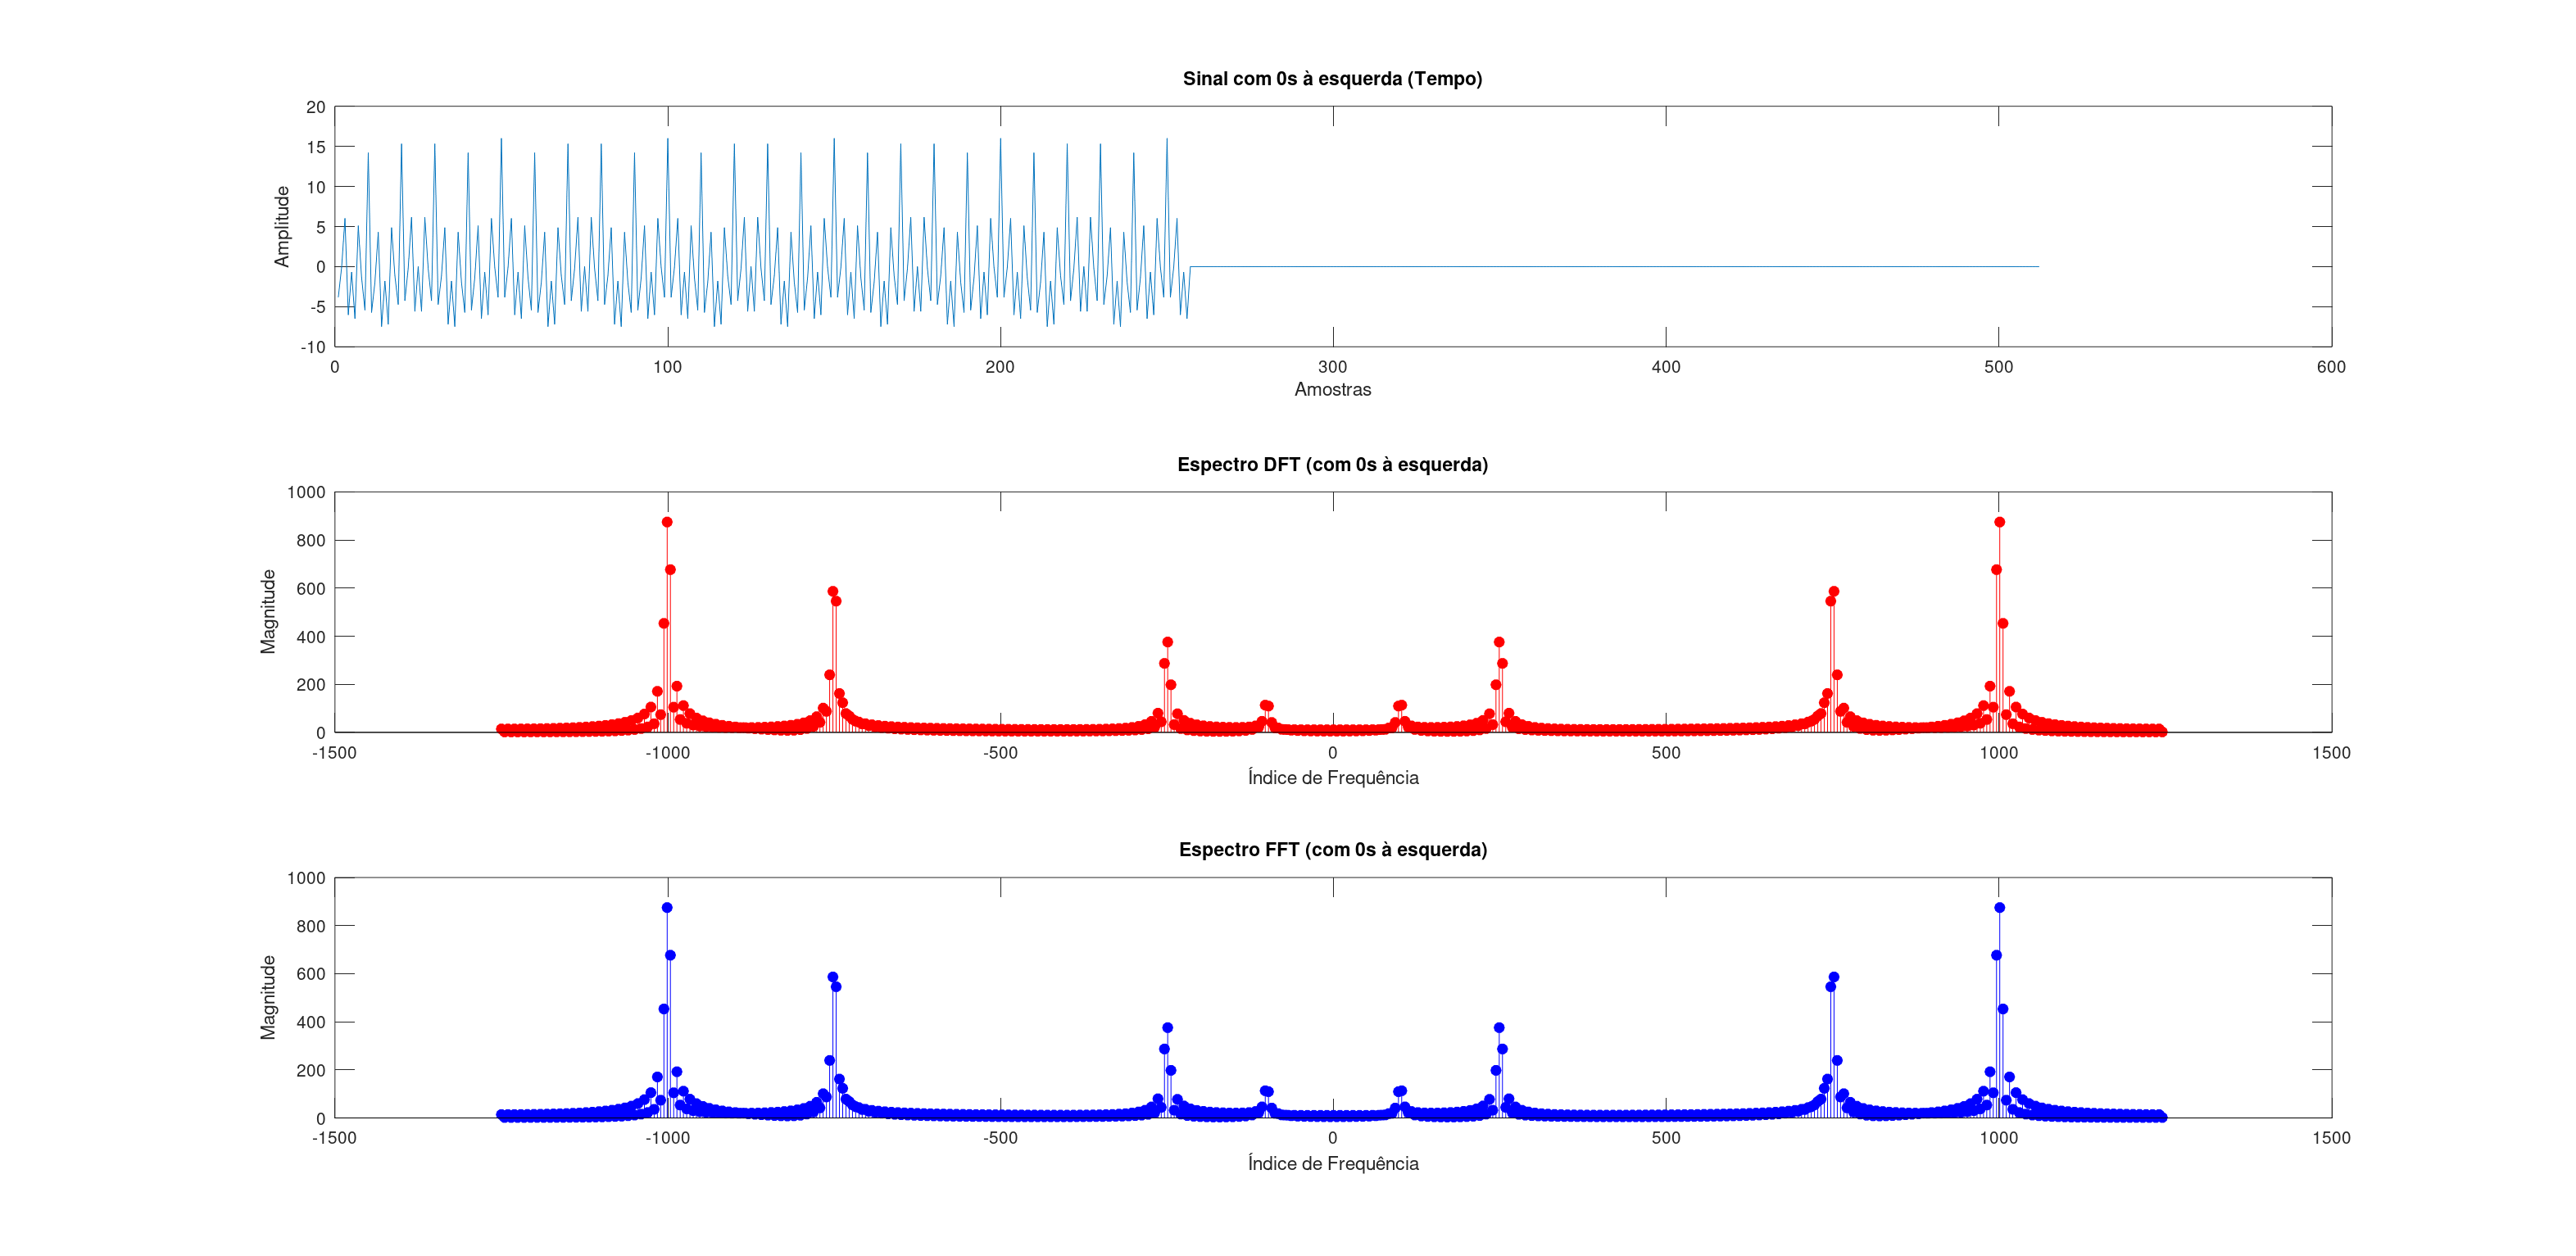 Sinal com 0s à esquerda (Tempo)
20
15
10
5
0
-5
-10
Amplitude
0 100 200 300 400 500 600
Amostras
Espectro DFT (com 0s à esquerda)
1000
800
600
400
200
0
Magnitude
-1500 -1000 -500 0 500 1000 1500
Índice de Frequência
Espectro FFT (com 0s à esquerda)
1000
800
600
400
200
0
Magnitude
-1500 -1000 -500 0 500 1000 1500
Índice de Frequência